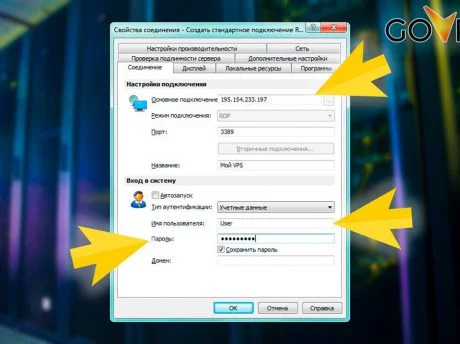 GOV
Свойства соединения - Создать стандартное подключение R...
Настройки производительности
Сеть
Проверка подлинности сервера
Дополнительные настройки
Соединение
Дисплей
Локальные ресурсы
Программы
Настройки подключения
Основное подключение
195.154.233.197
Режим подключения:
RDP
Порт:
3389
Вторичные подключения...
Название:
Мой VPS
Вход в систему
Автозапуск
Тип аутентификации:
Учетные данные
Имя пользователя:
User
Пароль:
•••••••••
Сохранить пароль
Домен:
OK
Отмена
Справка